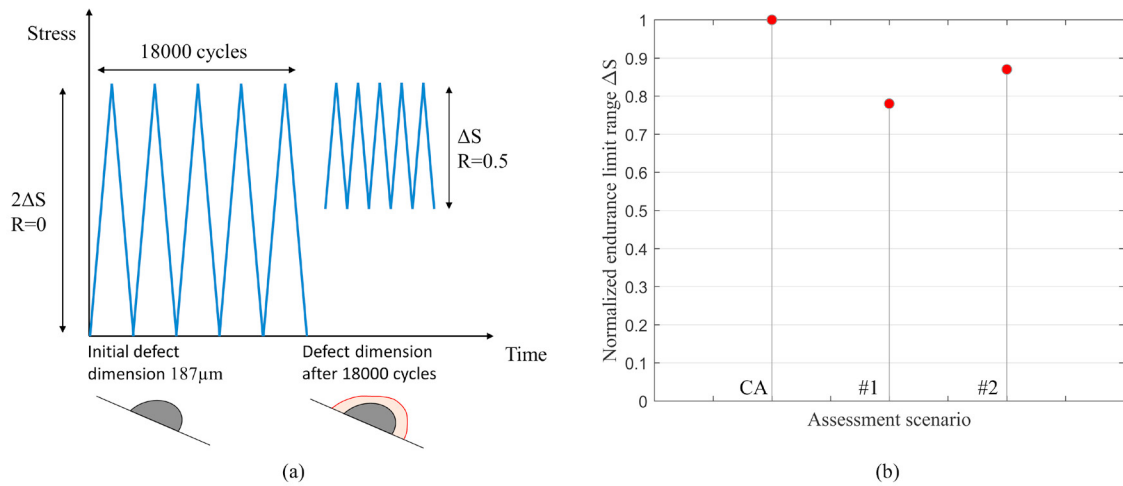 Stress
18000 cycles
ΔS
R=0.5
2ΔS
R=0
Time
Initial defect
dimension 187μm
Defect dimension
after 18000 cycles
(a)
Normalized endurance limit range ΔS
1
0.9
0.8
0.7
0.6
0.5
0.4
0.3
0.2
0.1
0
CA
#1
#2
Assessment scenario
(b)